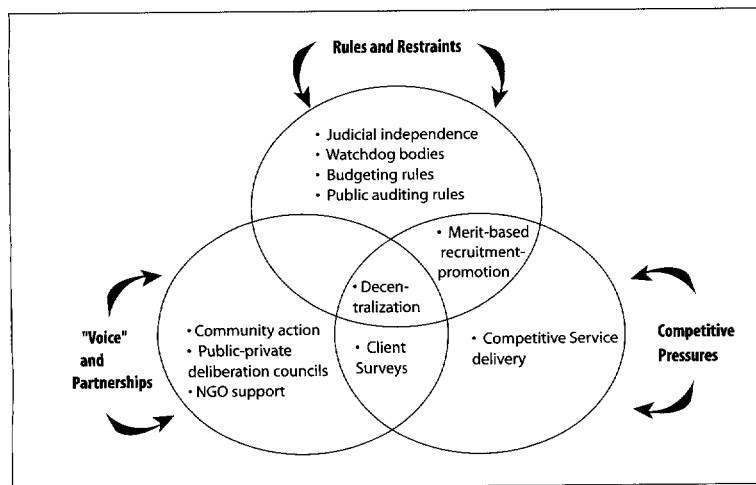 Rules and Restraints
• Judicial independence
• Watchdog bodies
• Budgeting rules
• Public auditing rules
• Merit-based
recruitment-
promotion
• Decen-
tralization
"Voice"
and
Partnerships
• Community action
• Public-private
deliberation councils
• NGO support
• Client
Surveys
• Competitive Service
delivery
Competitive
Pressures